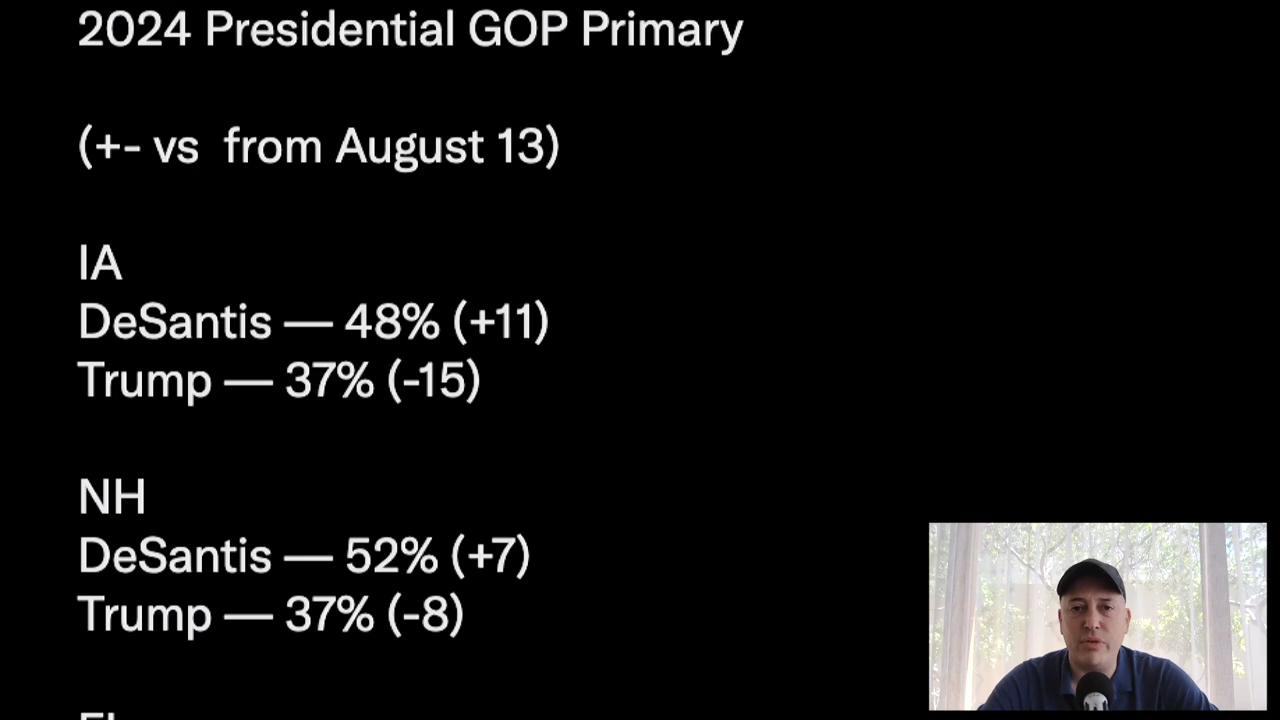 2024 Presidential GOP Primary
(+- vs  from August 13)
IA
DeSantis — 48% (+11)
Trump — 37% (-15)
NH
DeSantis — 52% (+7)
Trump — 37% (-8)